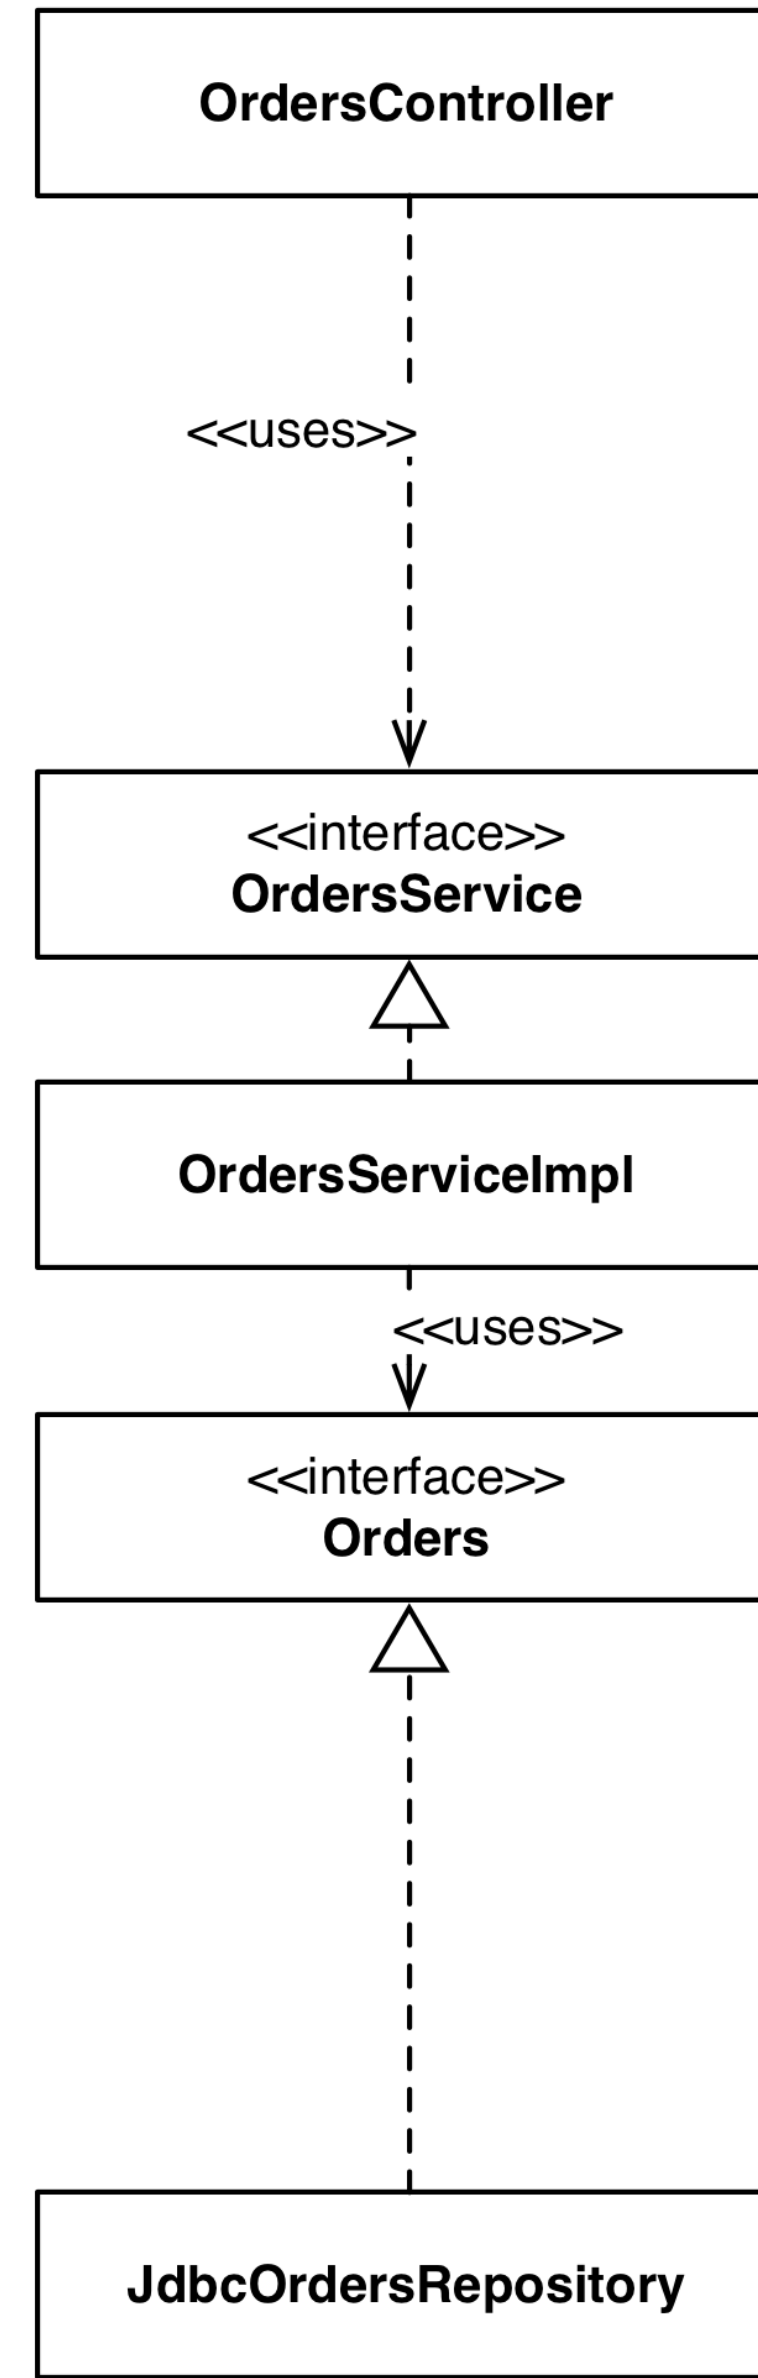 OrdersController
<<uses>>
<<interface>>
OrdersService
OrdersServiceImpl
<<uses>>
<<interface>>
Orders
JdbcOrdersRepository